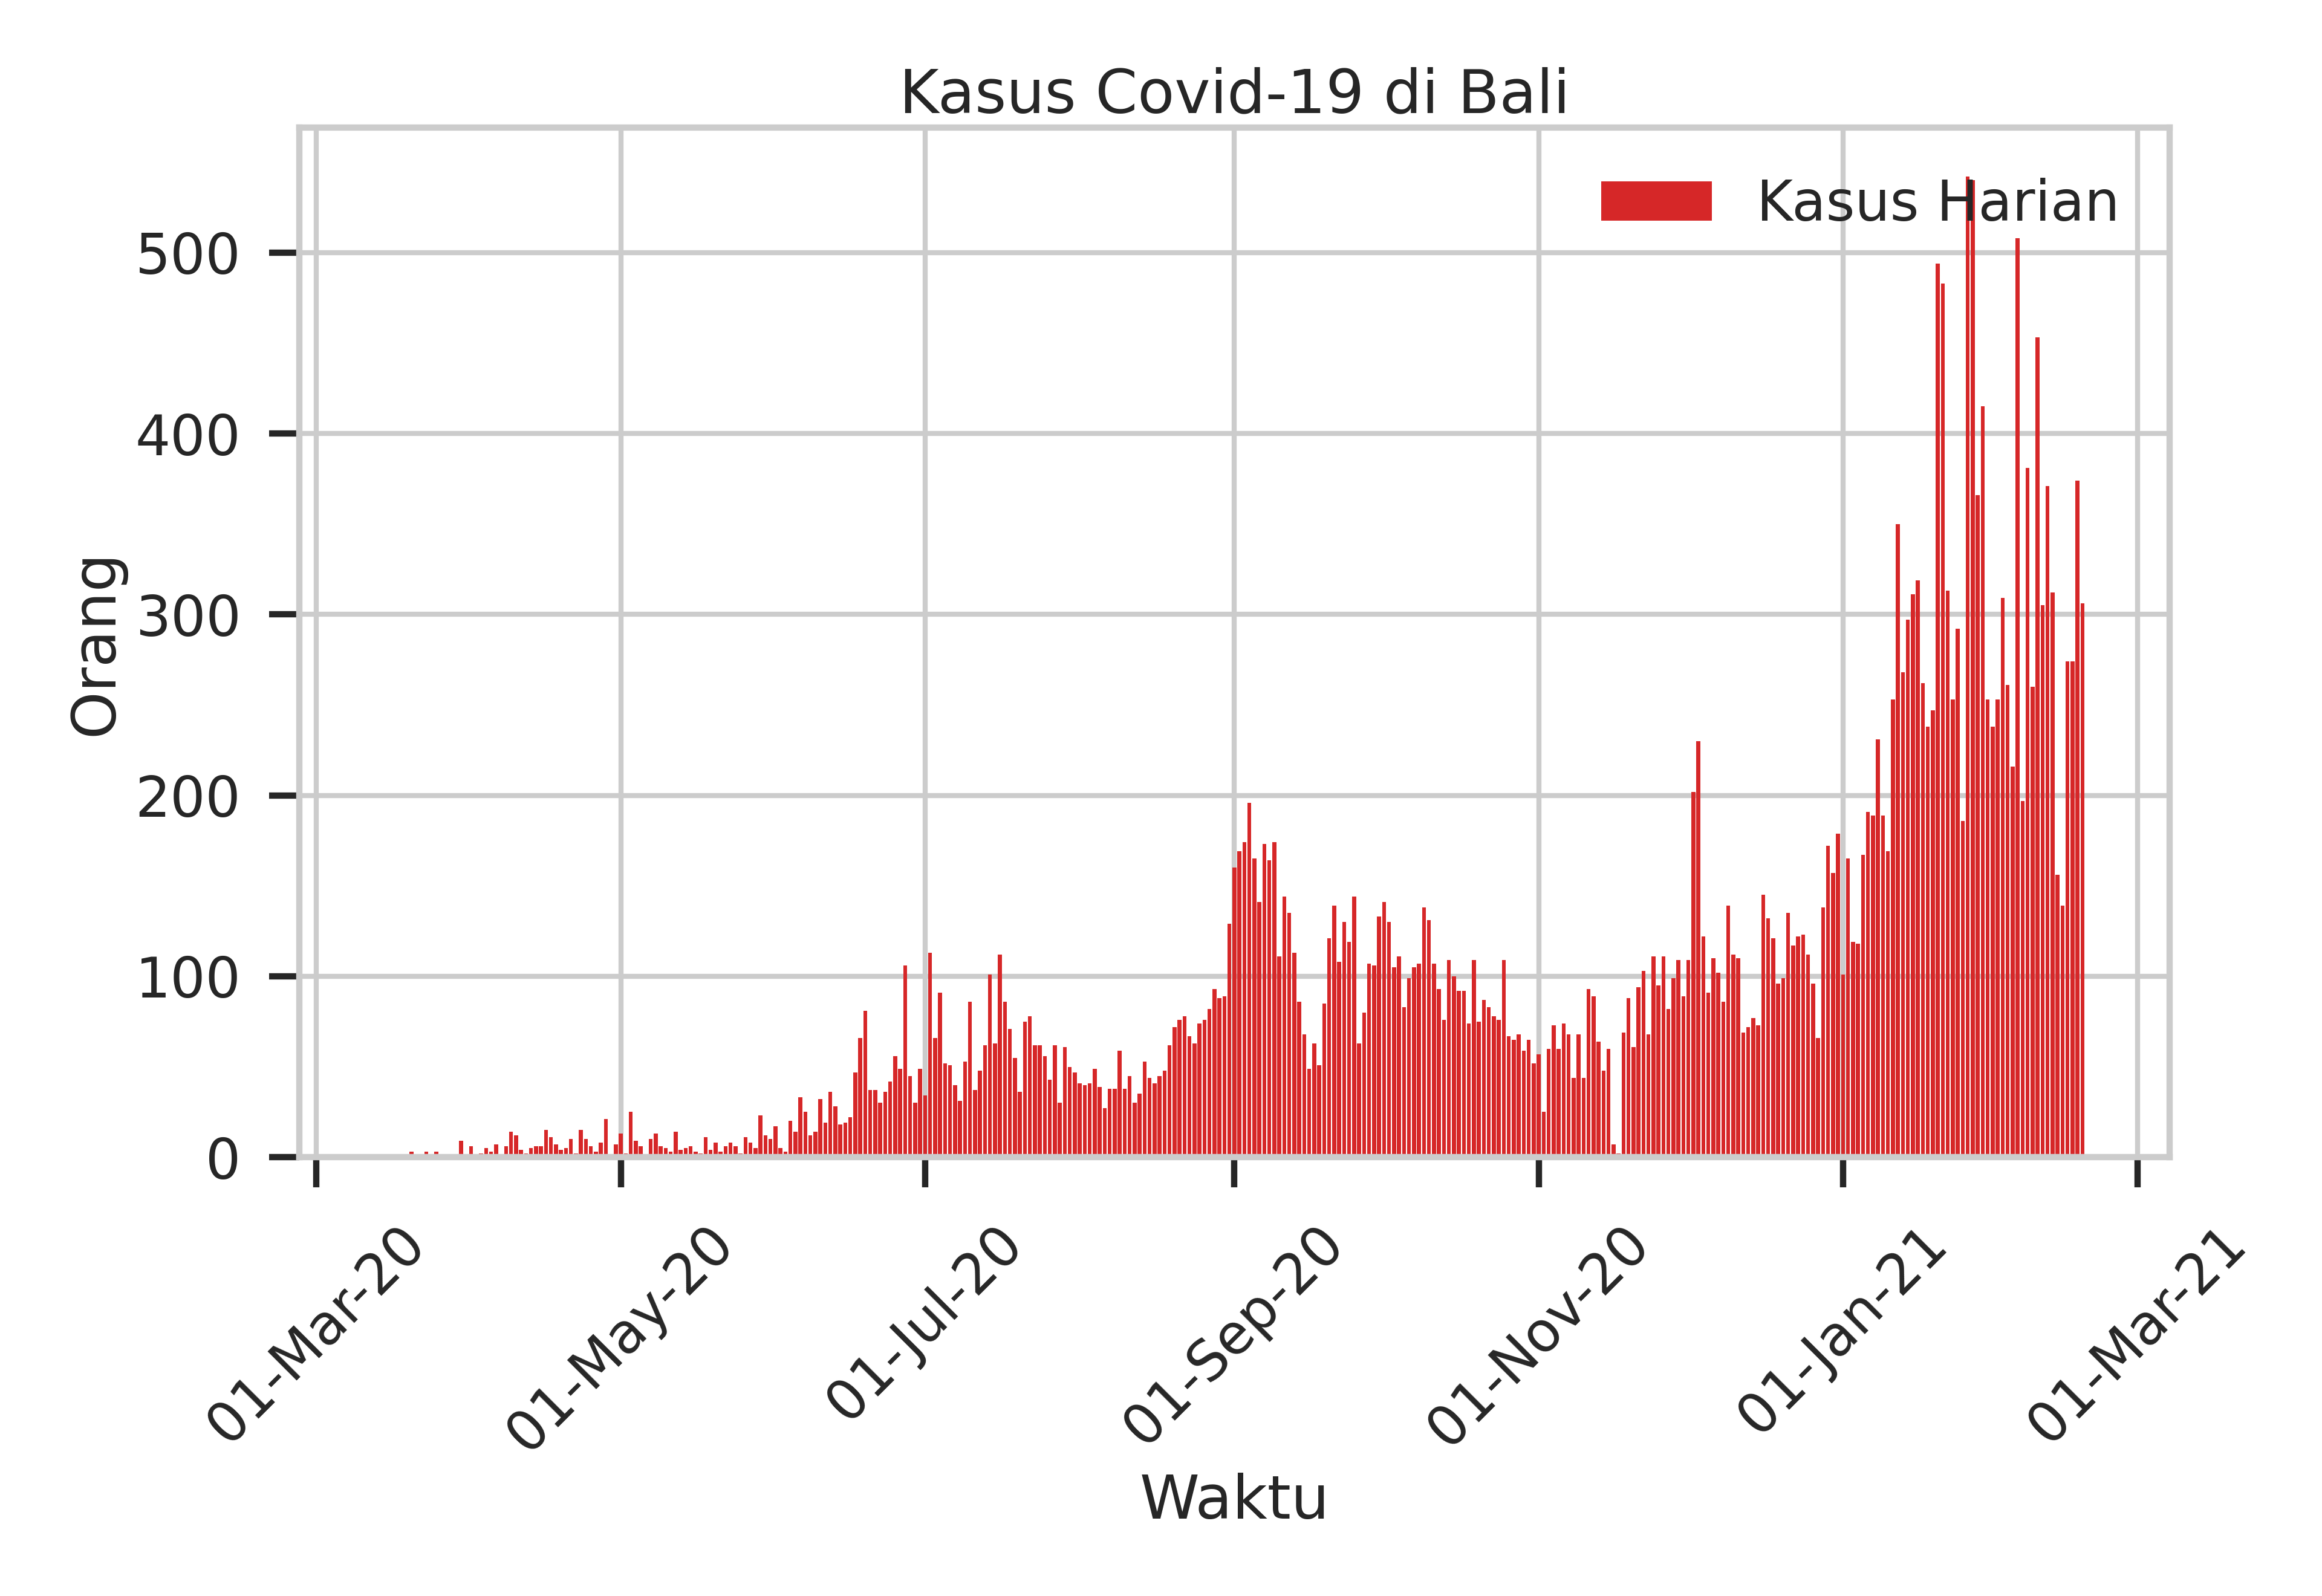 Kasus Covid-19 di Bali
Kasus Harian
Orang
500
400
300
200
100
0
01-Mar-20
01-May-20
01-Jul-20
01-Sep-20
01-Nov-20
01-Jan-21
01-Mar-21
Waktu